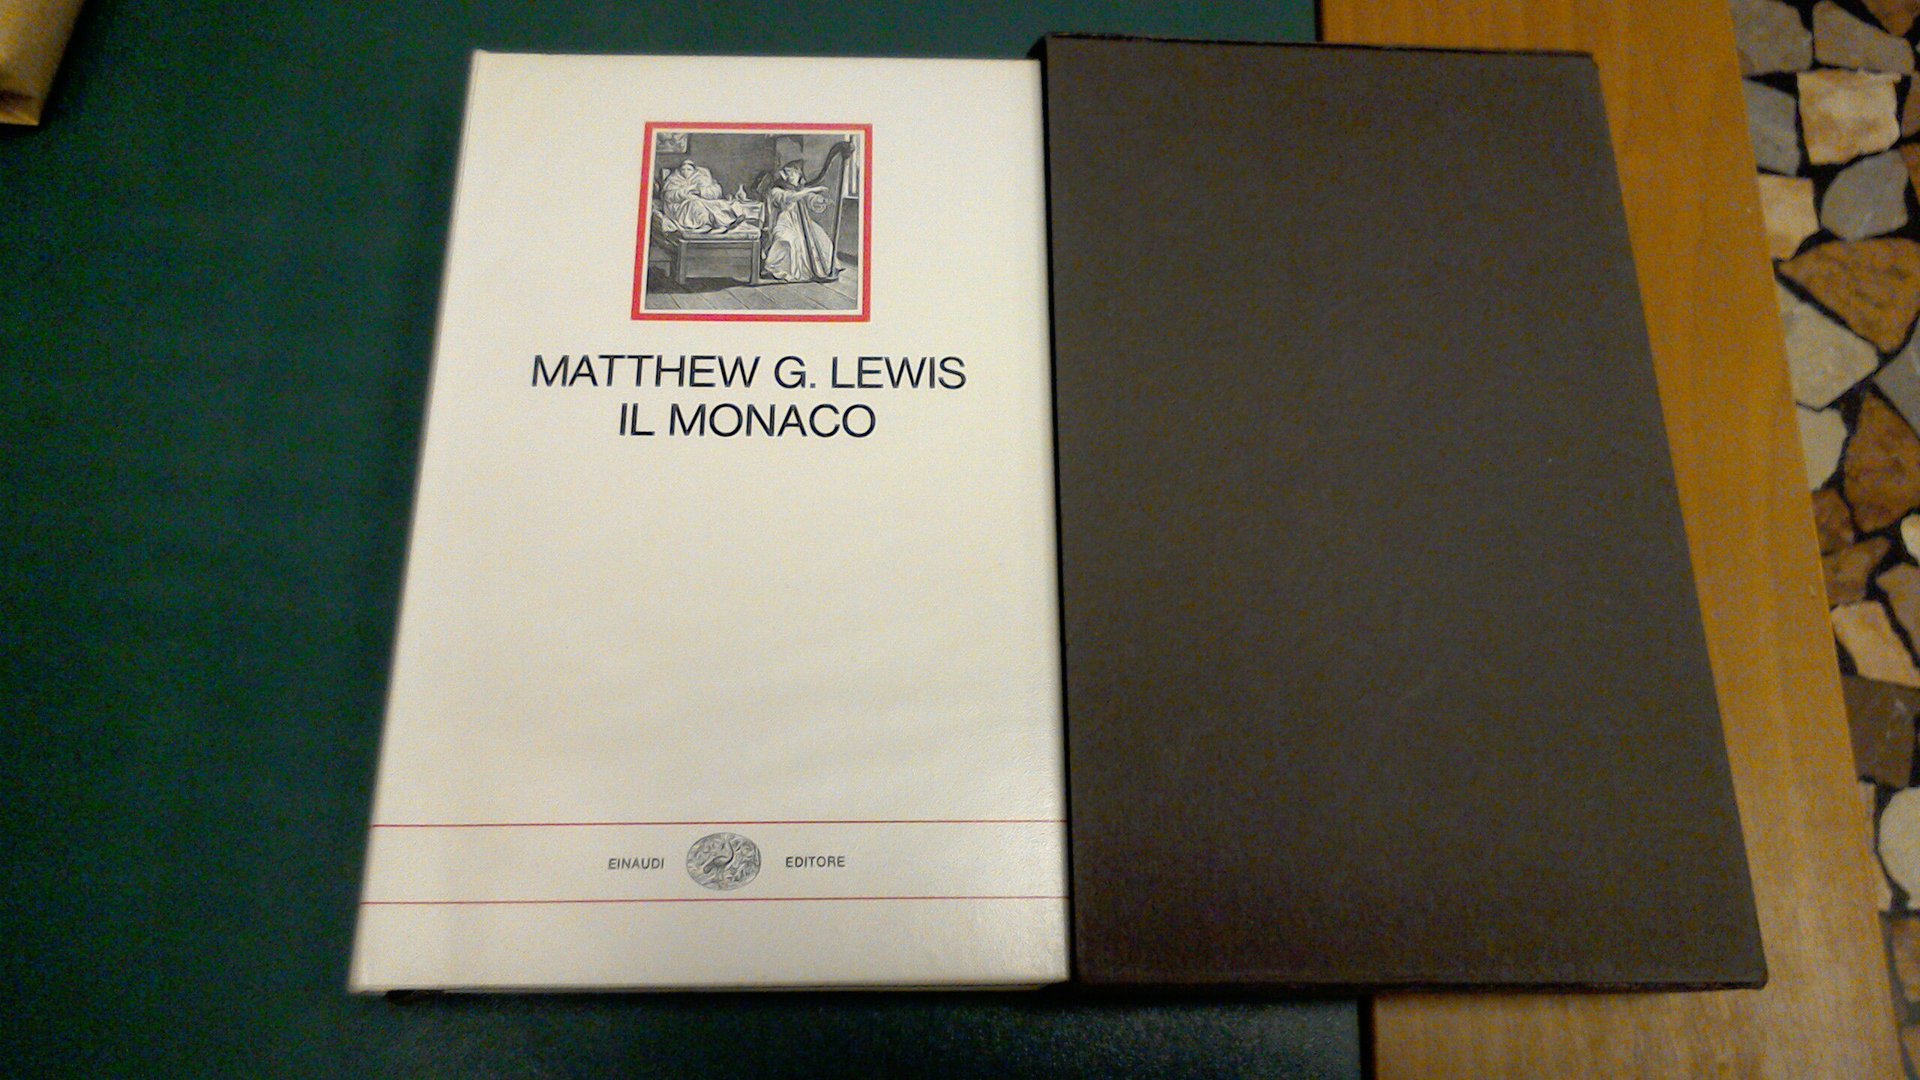 MATTHEW G. LEWIS
IL MONACO
EINAUDI EDITORE